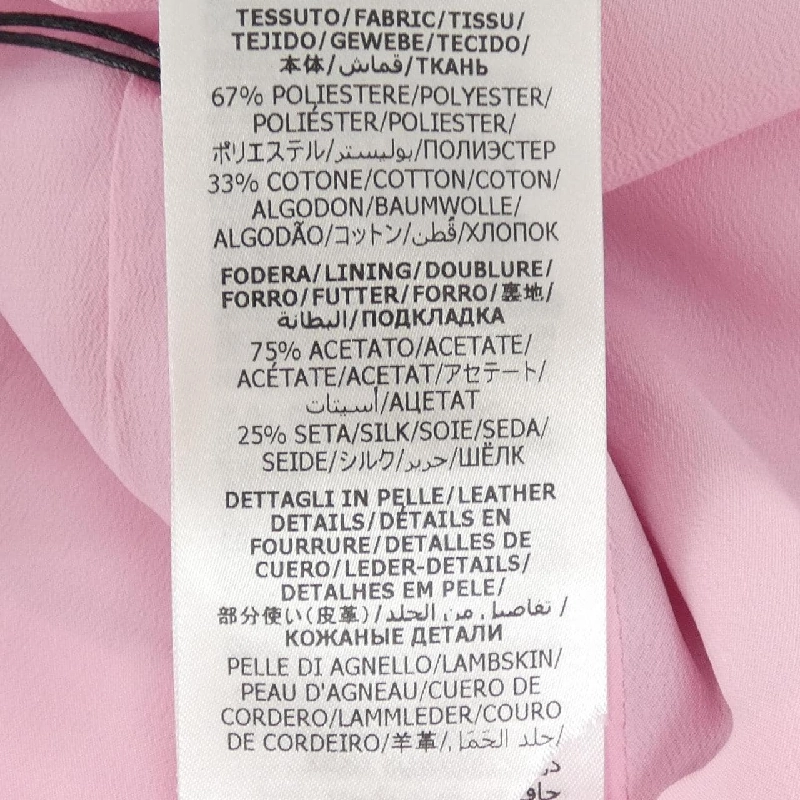 TESSUTO/FABRIC/TISSU/
TEJIDO/GEWEBE/TECIDO/
本体/قماش/ТКАНЬ
67% POLIESTERE/POLYESTER/
POLIÉSTER/POLIESTER/
ポリエステル/بوليستر/ПОЛИЭСТЕР
33% COTONE/COTTON/COTON/
ALGODON/BAUMWOLLE/
ALGODÃO/コットン/قُطن/ХЛОПОК
FODERA/LINING/DOUBLURE/
FORRO/FUTTER/FORRO/裏地/
البطانة/ПОДКЛАДКА
75% ACETATO/ACETATE/
ACÉTATE/ACETAT/アセテート/
أسيتات/АЦЕТАТ
25% SETA/SILK/SOIE/SEDA/
SEIDE/シルク/حرير/ШЁЛК
DETTAGLI IN PELLE/LEATHER
DETAILS/DÉTAILS EN
FOURRURE/DETALLES DE
CUERO/LEDER-DETAILS/
DETALHES EM PELE/
部分使い(皮革)/تفاصيل من الجلد/
КОЖАНЫЕ ДЕТАЛИ
PELLE DI AGNELLO/LAMBSKIN/
PEAU D'AGNEAU/CUERO DE
CORDERO/LAMMLEDER/COURO
DE CORDEIRO/羊革/جلد الحَمَل/